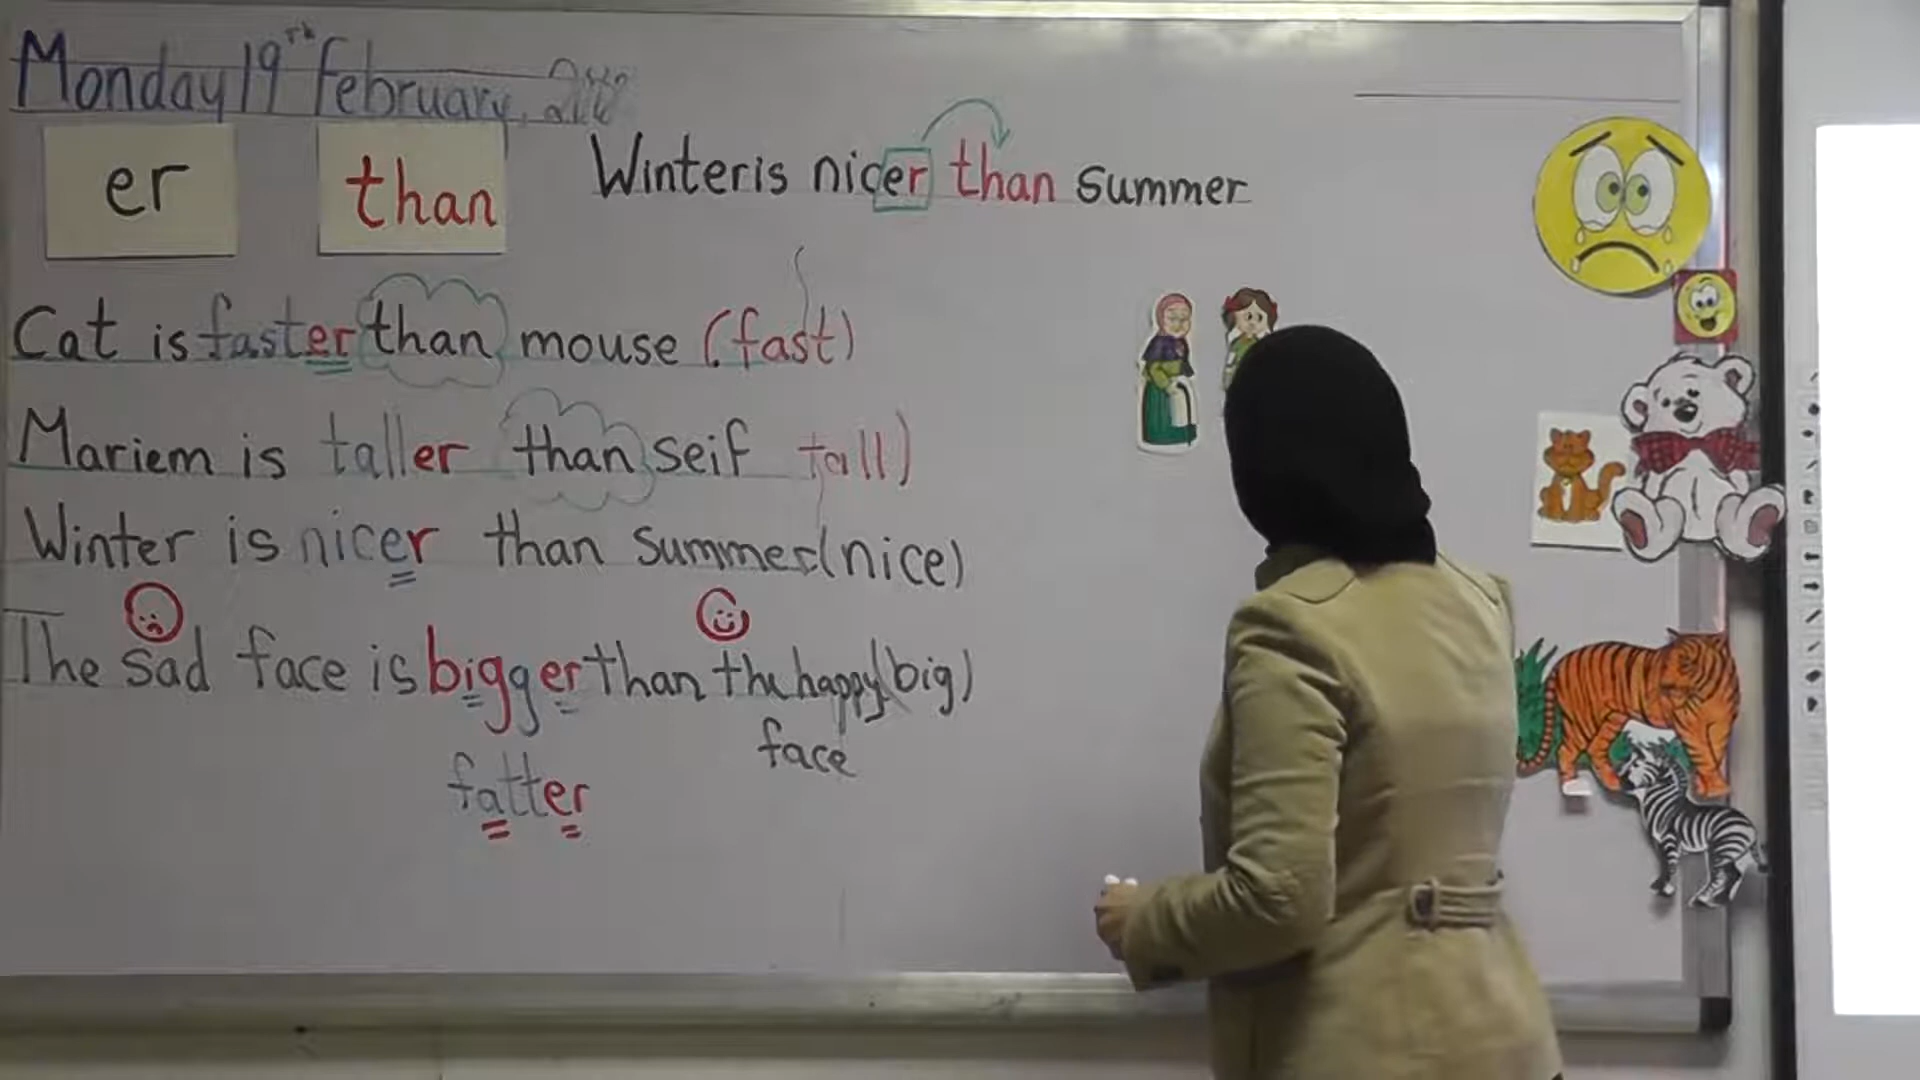 Monday 19th February,
er
than
Winter is nicer than summer
Cat is faster than mouse (fast)
Mariem is taller than seif tall)
Winter is nicer than summer (nice)
The sad face is bigger than the happy (big)
face
fatter